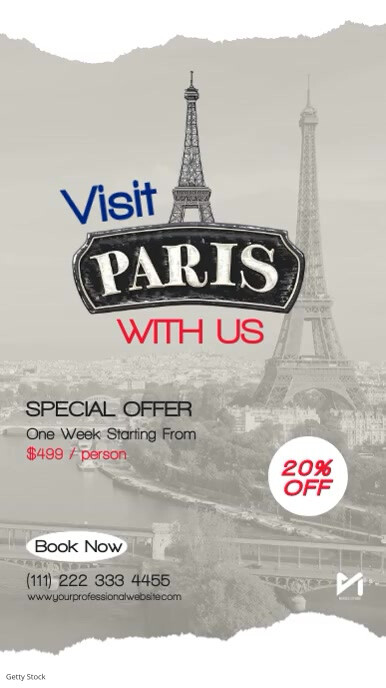 Visit
PARIS
WITH US
SPECIAL OFFER
One Week Starting From
$499 / person
20%
OFF
Book Now
(111) 222 333 4455
www.yourprofessionalwebsite.com
Getty Stock